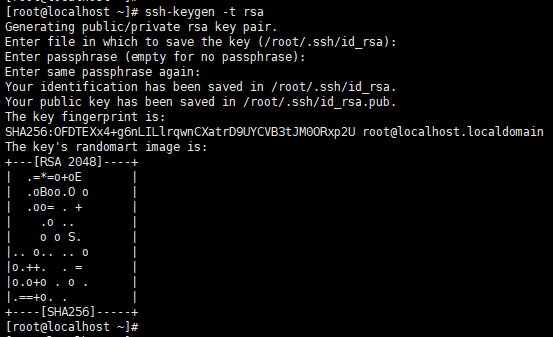 [root@localhost ~]# ssh-keygen -t rsa
Generating public/private rsa key pair.
Enter file in which to save the key (/root/.ssh/id_rsa):
Enter passphrase (empty for no passphrase):
Enter same passphrase again:
Your identification has been saved in /root/.ssh/id_rsa.
Your public key has been saved in /root/.ssh/id_rsa.pub.
The key fingerprint is:
SHA256:OFDTEXx4+g6nLILlrqwnCXatrD9UYCVB3tJM0ORxp2U root@localhost.localdomain
The key's randomart image is:
+---[RSA 2048]----+
|  .=*=o+oE       |
|  .oBoo.O o      |
|  .oo= . +       |
|    .o ..        |
|    o o S.       |
|.. o.. .. o      |
|o.++.  . =       |
|o.o+o . o .      |
|.==+o. .         |
+----[SHA256]-----+
[root@localhost ~]#